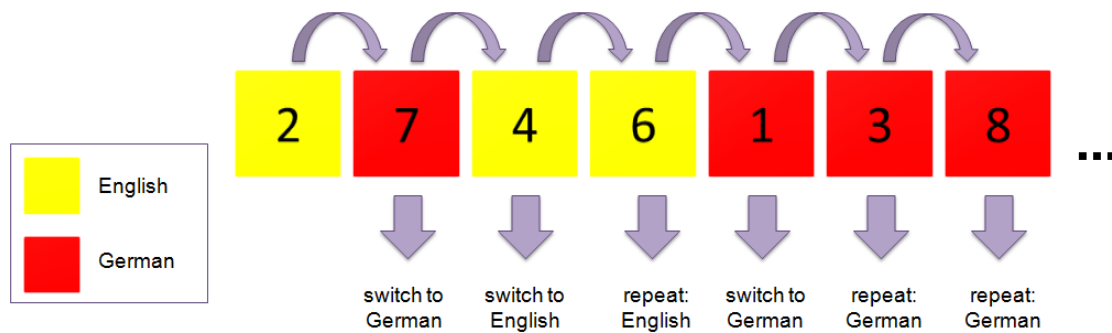 2 7 4 6 1 3 8
...
English
German
switch to switch to repeat: switch to repeat: repeat:
German English English German German German